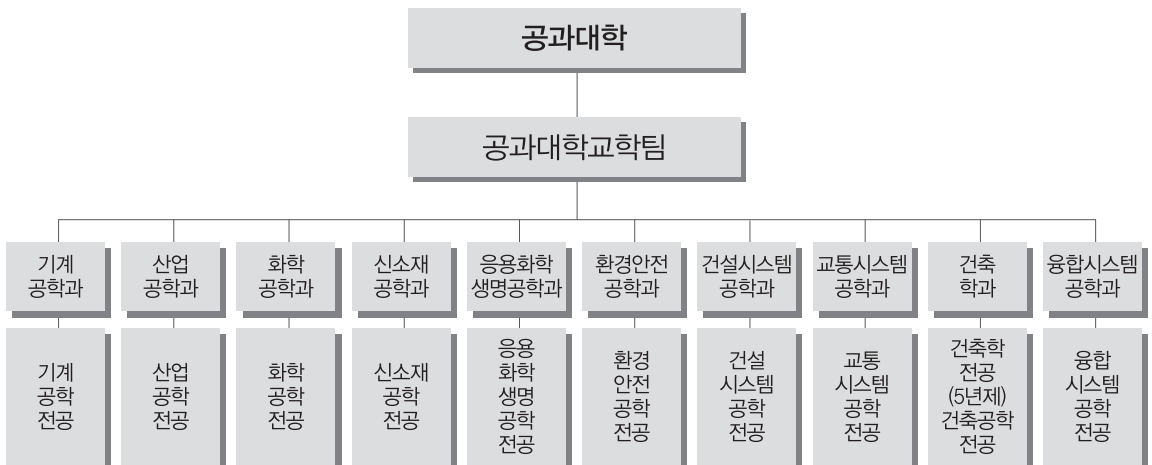 공과대학
공과대학교학팀
기계
공학과
산업
공학과
화학
공학과
신소재
공학과
응용화학
생명공학과
환경안전
공학과
건설시스템
공학과
교통시스템
공학과
건축
학과
융합시스템
공학과
기계
공학
전공
산업
공학
전공
화학
공학
전공
신소재
공학
전공
응용
화학
생명
공학
전공
환경
안전
공학
전공
건설
시스템
공학
전공
교통
시스템
공학
전공
건축학
전공
(5년제)
건축공학
전공
융합
시스템
공학
전공